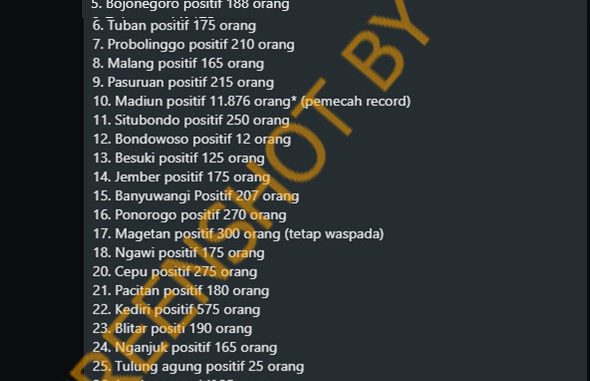 5. Bojonegoro positif 188 orang
6. Tuban positif 175 orang
7. Probolinggo positif 210 orang
8. Malang positif 165 orang
9. Pasuruan positif 215 orang
10. Madiun positif 11.876 orang* (pemecah record)
11. Situbondo positif 250 orang
12. Bondowoso positif 12 orang
13. Besuki positif 125 orang
14. Jember positif 175 orang
15. Banyuwangi Positif 207 orang
16. Ponorogo positif 270 orang
17. Magetan positif 300 orang (tetap waspada)
18. Ngawi positif 175 orang
20. Cepu positif 275 orang
21. Pacitan positif 180 orang
22. Kediri positif 575 orang
23. Blitar positi 190 orang
24. Nganjuk positif 165 orang
25. Tulung agung positif 25 orang
REENSHOT BY